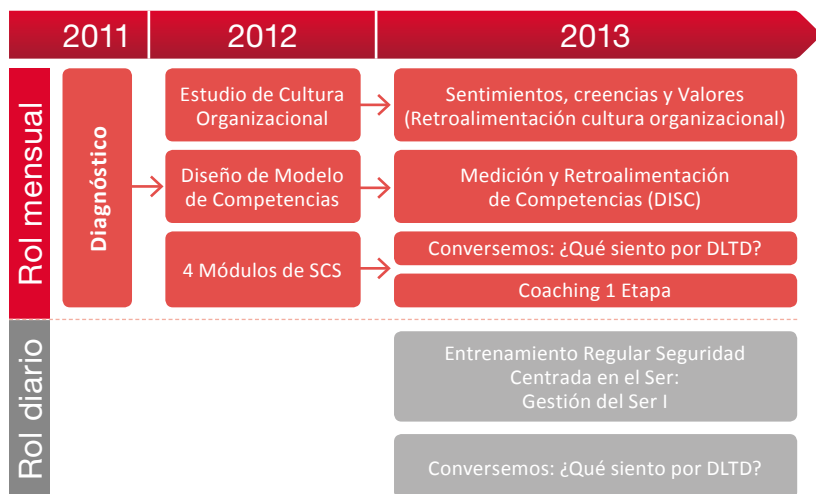 2011
2012
2013
Rol mensual
Diagnóstico
Estudio de Cultura
Organizacional
Sentimientos, creencias y Valores
(Retroalimentación cultura organizacional)
Diseño de Modelo
de Competencias
Medición y Retroalimentación
de Competencias (DISC)
4 Módulos de SCS
Conversemos: ¿Qué siento por DLTD?
Coaching 1 Etapa
Rol diario
Entrenamiento Regular Seguridad
Centrada en el Ser:
Gestión del Ser I
Conversemos: ¿Qué siento por DLTD?